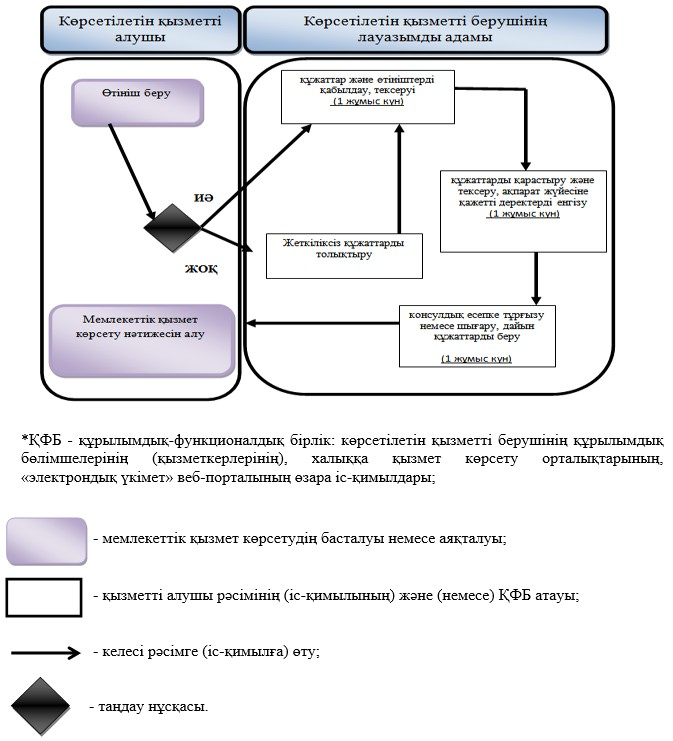 Көрсетілетін қызметті
алушы
Көрсетілетін қызметті берушінің
лауазымды адамы
Өтініш беру
құжаттар және өтініштерді
қабылдау, тексеруі
(1 жұмыс күн)
ИӘ
ЖОҚ
құжаттарды қарастыру және
тексеру, ақпарат жүйесіне
қажетті деректерді енгізу
(1 жұмыс күн)
Жеткіліксіз құжаттарды
толықтыру
Мемлекеттік қызмет
көрсету нәтижесін алу
консулдық есепке тұрғызу
немесе шығару, дайын
құжаттарды беру
(1 жұмыс күн)
*ҚФБ - құрылымдық-функционалдық бірлік: көрсетілетін қызметті берушінің құрылымдық
бөлімшелерінің (қызметкерлерінің), халыққа қызмет көрсету орталықтарының,
«электрондық үкімет» веб-порталының өзара іс-қимылдары;
- мемлекеттік қызмет көрсетудің басталуы немесе аяқталуы;
- қызметті алушы рәсімінің (іс-қимылының) және (немесе) ҚФБ атауы;
- келесі рәсімге (іс-қимылға) өту;
- таңдау нұсқасы.